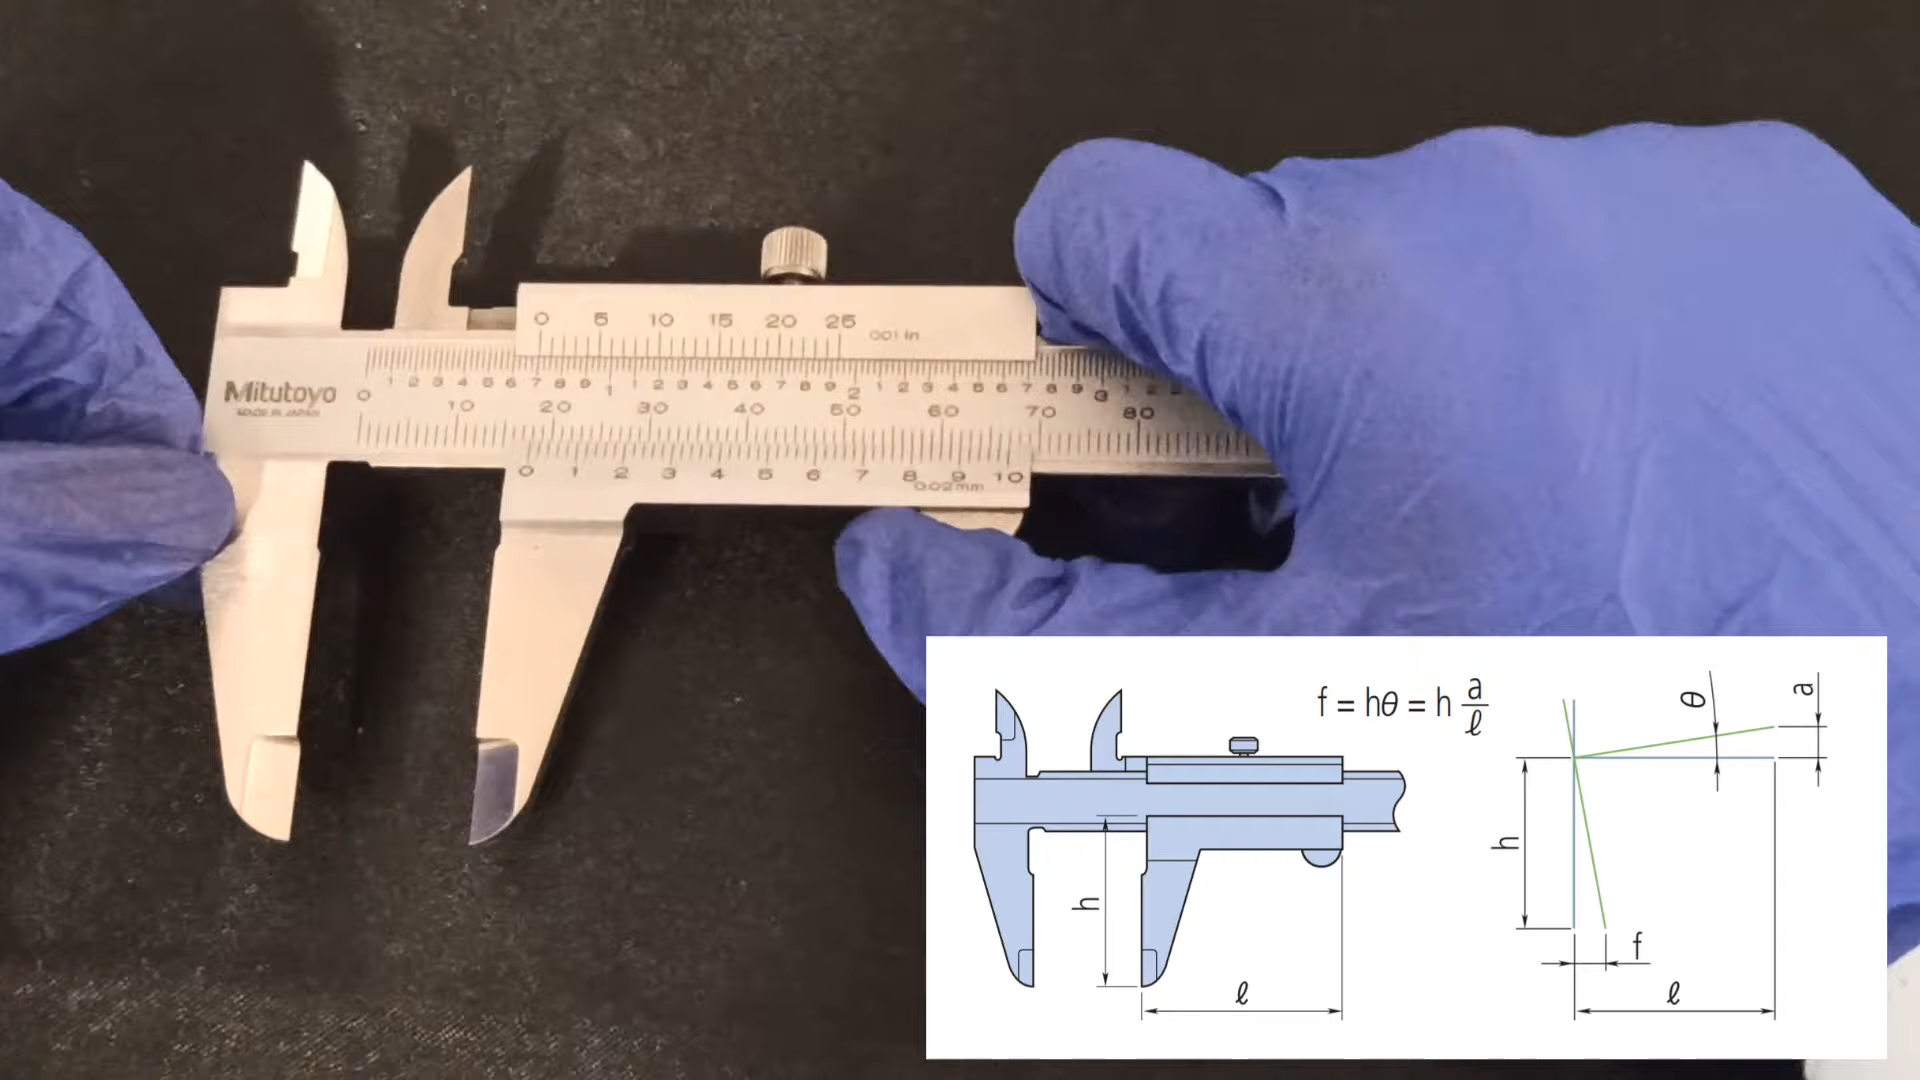 0 5 10 15 20 25 .001 in
Mitutoyo
MADE IN JAPAN
0 1 2 3 4 5 6 7 8 9 1 1 2 3 4 5 6 7 8 9 2 1 2 3 4 5 6 7 8 9 3 1 2
10 20 30 40 50 60 70 80
0 1 2 3 4 5 6 7 8 9 10
0.02mm
f = hθ = h a/ℓ
h
ℓ
θ
a
h
f
ℓ